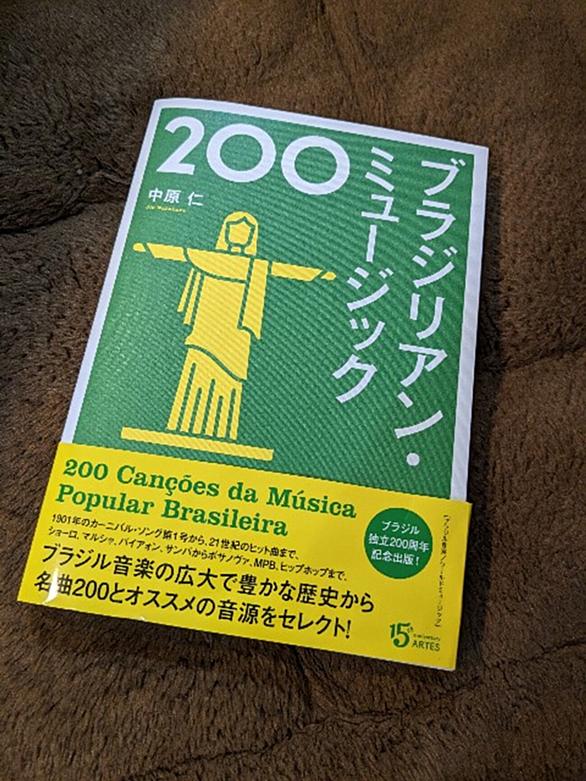 ブラジリアン・
ミュージック
200
中原 仁
200 Canções da Música
Popular Brasileira
1901年のカーニバル・ソング第1号から、21世紀のヒット曲まで、
ショーロ、マルシャ、バイアォン、サンバからボサノヴァ、MPB、ヒップホップまで、
ブラジル音楽の広大で豊かな歴史から
名曲200とオススメの音源をセレクト!
ブラジル
独立200周年
記念出版!
15th anniversary
ARTES